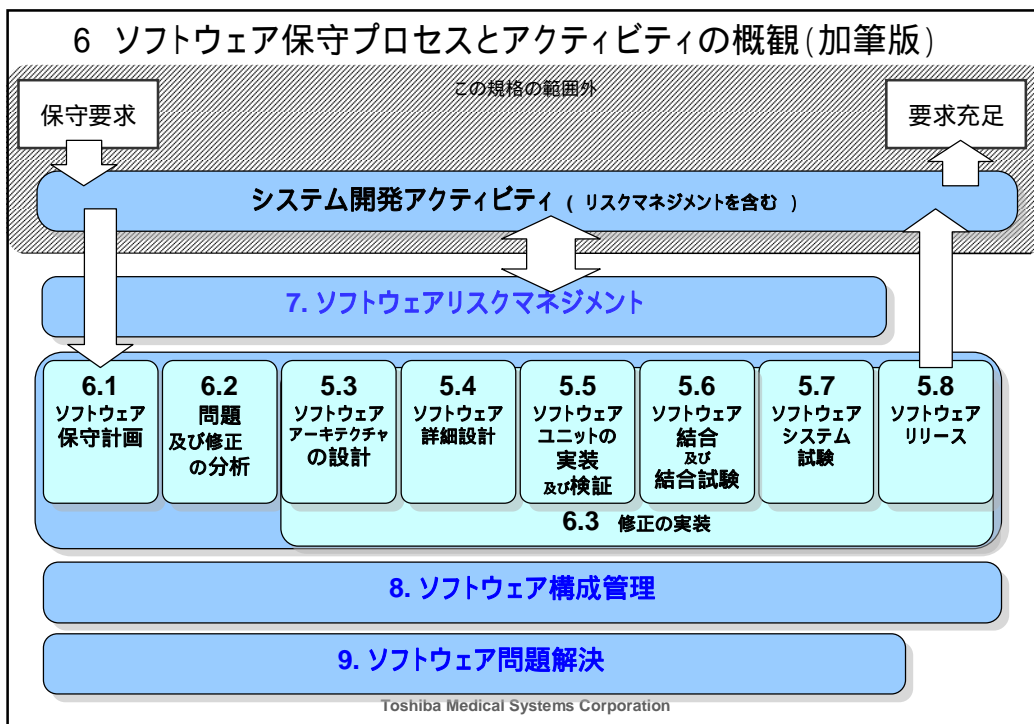 6 ソフトウェア保守プロセスとアクティビティの概観(加筆版)
この規格の範囲外
保守要求
要求充足
システム開発アクティビティ ( リスクマネジメントを含む )
7. ソフトウェアリスクマネジメント
6.1
ソフトウェア
保守計画
6.2
問題
及び修正
の分析
5.3
ソフトウェア
アーキテクチャ
の設計
5.4
ソフトウェア
詳細設計
5.5
ソフトウェア
ユニットの
実装
及び検証
5.6
ソフトウェア
結合
及び
結合試験
5.7
ソフトウェア
システム
試験
5.8
ソフトウェア
リリース
6.3 修正の実装
8. ソフトウェア構成管理
9. ソフトウェア問題解決
Toshiba Medical Systems Corporation